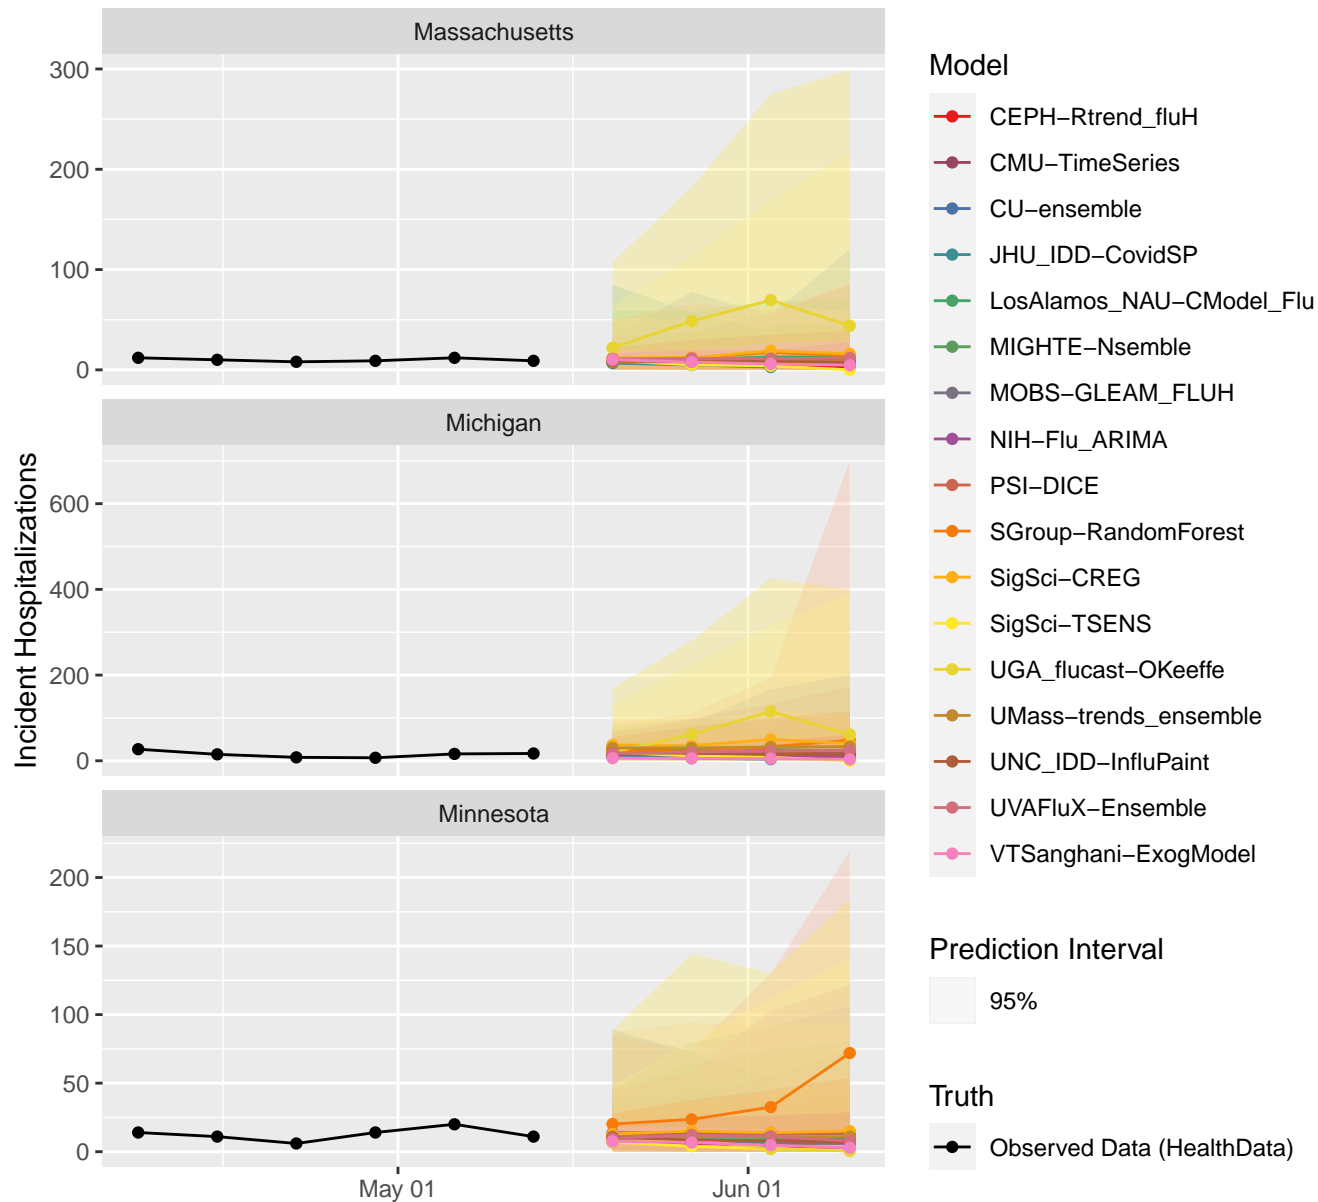 Massachusetts
300
200
100
0
Michigan
600
400
200
0
Minnesota
200
150
100
50
0
May 01
Jun 01
Incident Hospitalizations
Model
CEPH−Rtrend_fluH
CMU−TimeSeries
CU−ensemble
JHU_IDD−CovidSP
LosAlamos_NAU−CModel_Flu
MIGHTE−Nsemble
MOBS−GLEAM_FLUH
NIH−Flu_ARIMA
PSI−DICE
SGroup−RandomForest
SigSci−CREG
SigSci−TSENS
UGA_flucast−OKeeffe
UMass−trends_ensemble
UNC_IDD−InfluPaint
UVAFluX−Ensemble
VTSanghani−ExogModel
Prediction Interval
95%
Truth
Observed Data (HealthData)